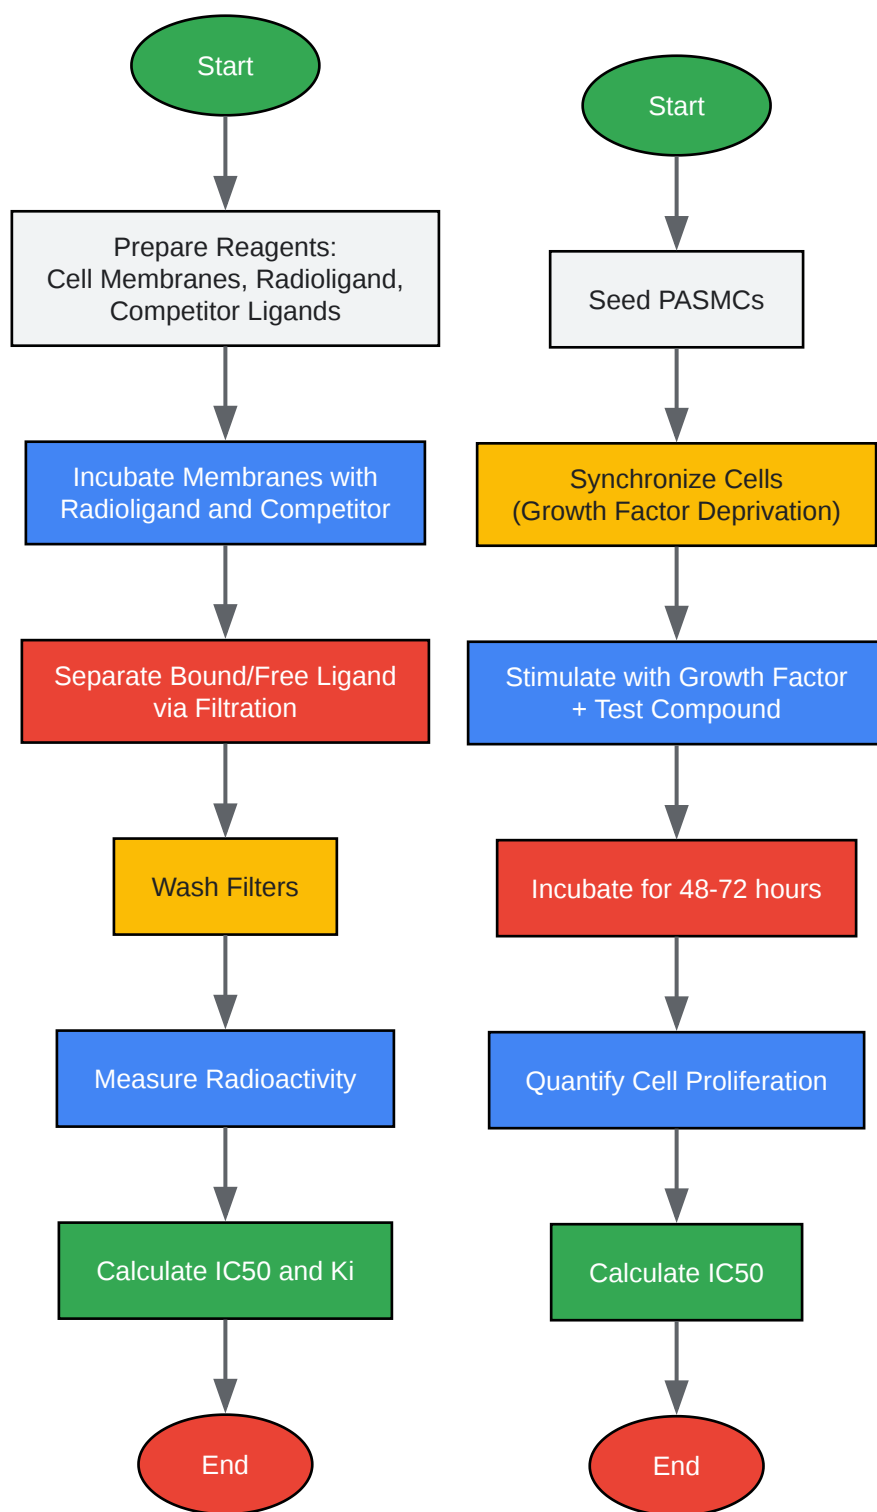 Start
Prepare Reagents:
Cell Membranes, Radioligand,
Competitor Ligands
Incubate Membranes with
Radioligand and Competitor
Separate Bound/Free Ligand
via Filtration
Wash Filters
Measure Radioactivity
Calculate IC50 and Ki
End
Start
Seed PASMCs
Synchronize Cells
(Growth Factor Deprivation)
Stimulate with Growth Factor
+ Test Compound
Incubate for 48-72 hours
Quantify Cell Proliferation
Calculate IC50
End